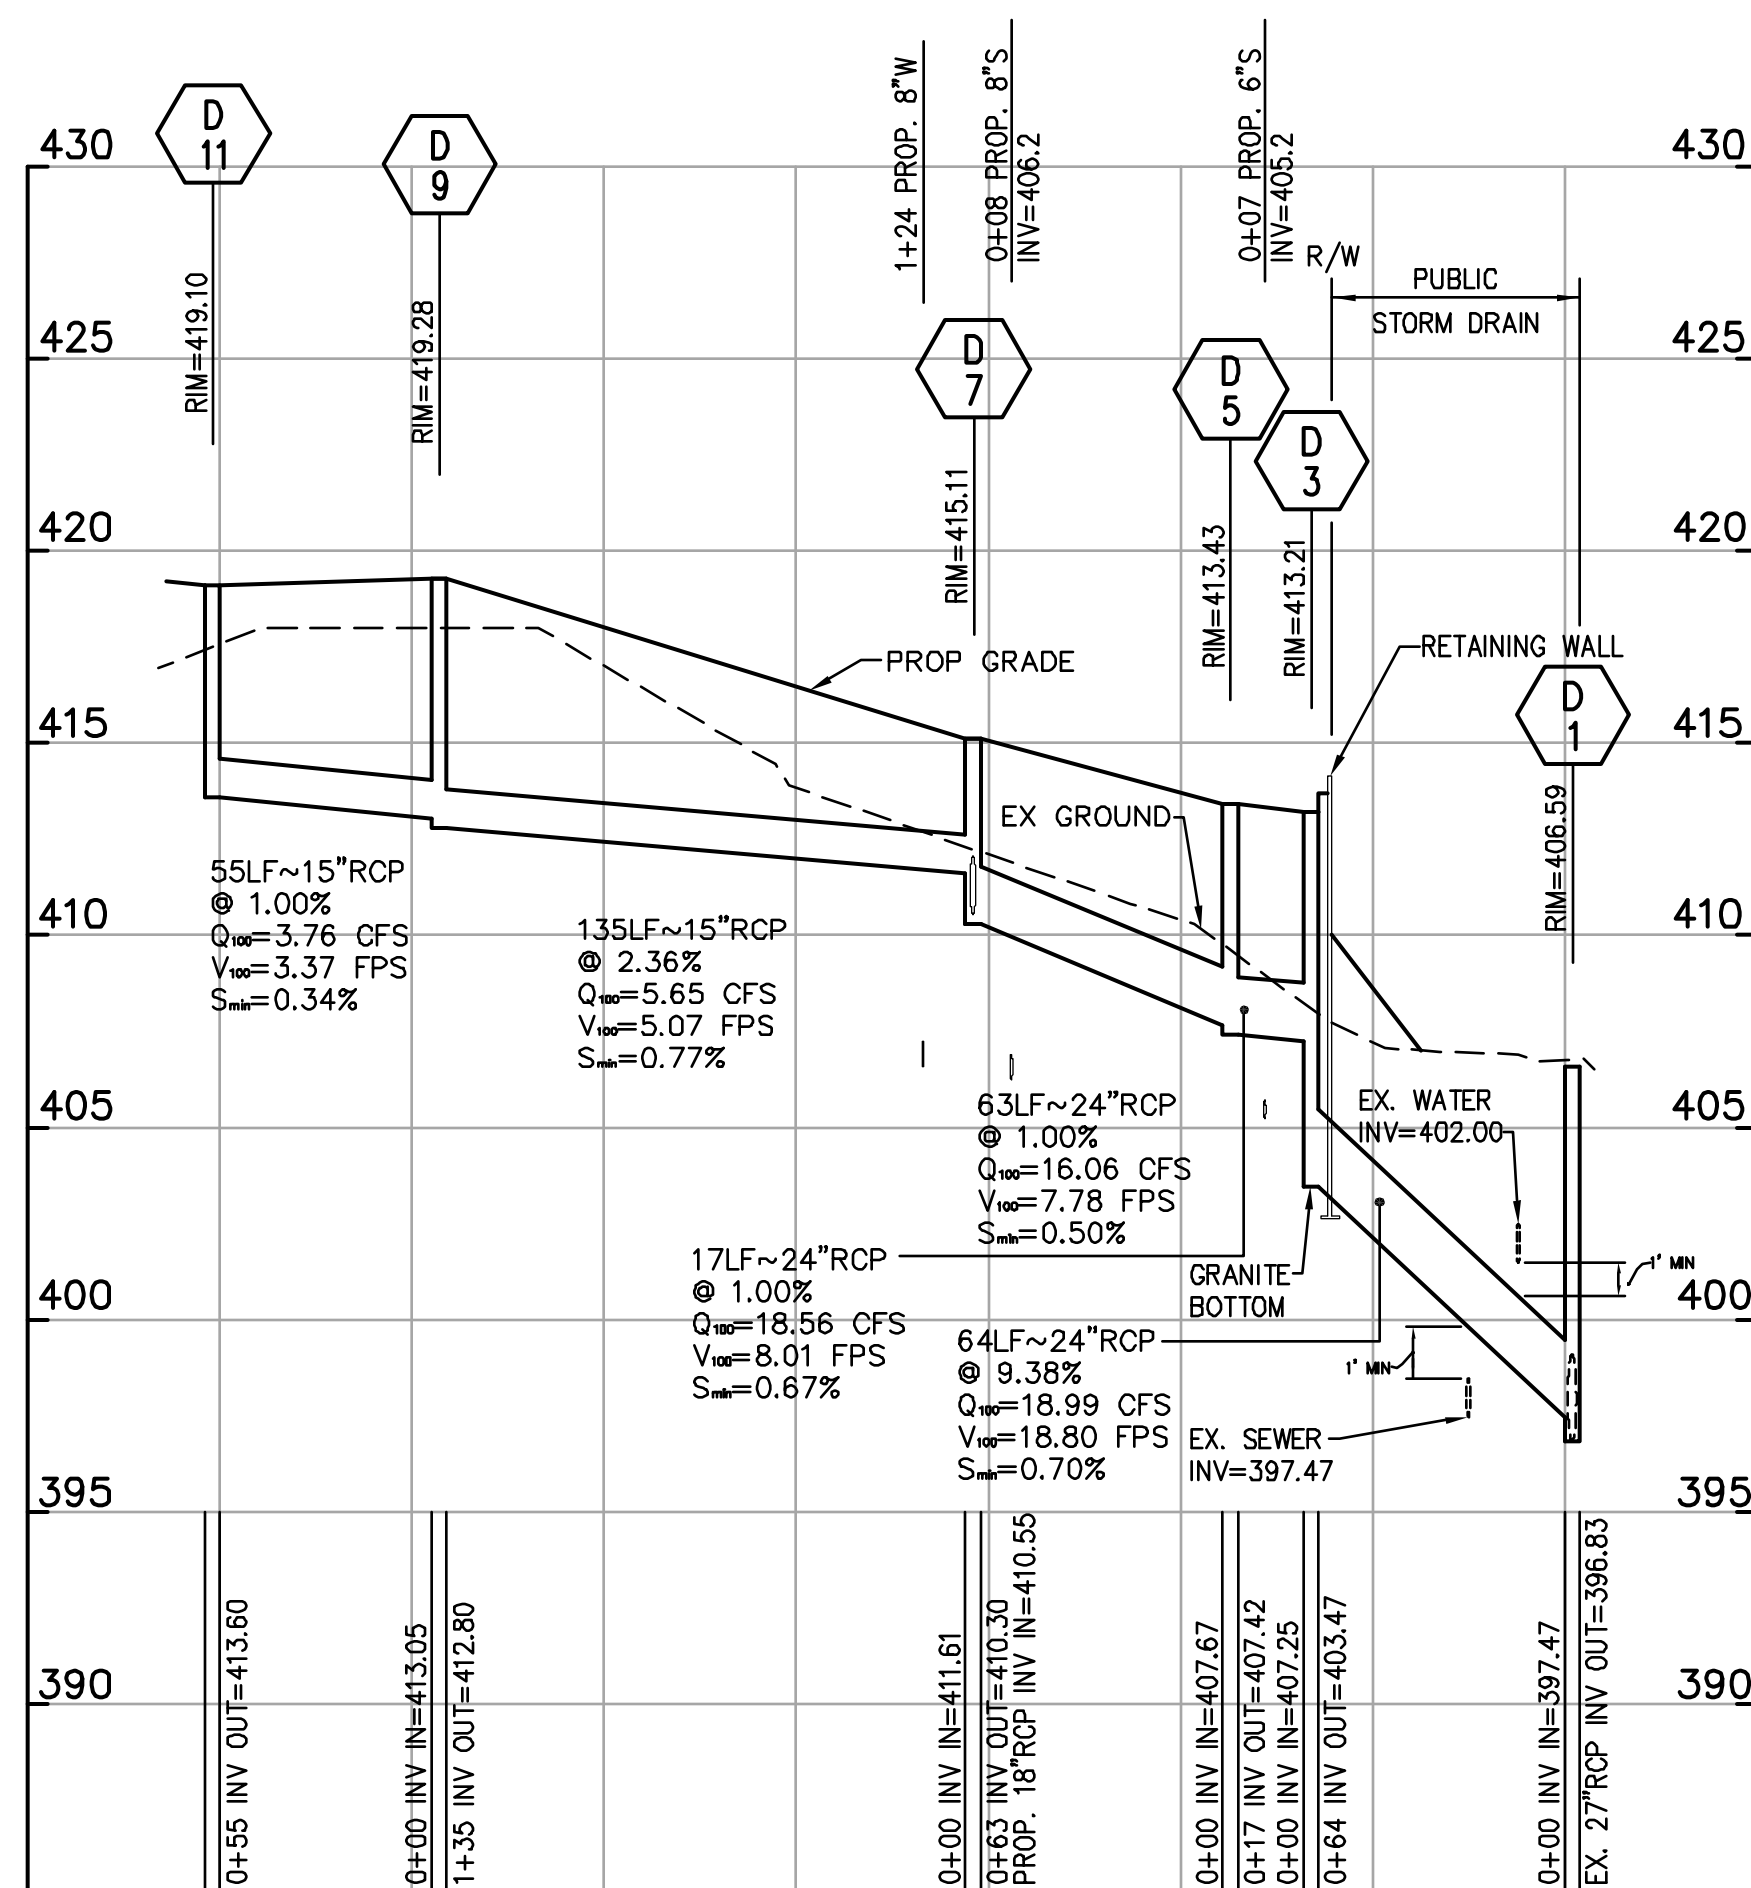 D
11
D
9
1+24 PROP. 8"W
0+08 PROP. 8"S
INV=406.2
0+07 PROP. 6"S
INV=405.2
R/W
PUBLIC
STORM DRAIN
430
430
425
425
420
420
415
415
410
410
405
405
400
400
395
395
390
390
RIM=419.10
RIM=419.28
D
7
RIM=415.11
D
5
RIM=413.43
D
3
RIM=413.21
D
1
RIM=406.59
PROP GRADE
RETAINING WALL
EX GROUND
55LF~15"RCP
@ 1.00%
Q100=3.76 CFS
V100=3.37 FPS
Smin=0.34%
135LF~15"RCP
@ 2.36%
Q100=5.65 CFS
V100=5.07 FPS
Smin=0.77%
63LF~24"RCP
@ 1.00%
Q100=16.06 CFS
V100=7.78 FPS
Smin=0.50%
17LF~24"RCP
@ 1.00%
Q100=18.56 CFS
V100=8.01 FPS
Smin=0.67%
64LF~24"RCP
@ 9.38%
Q100=18.99 CFS
V100=18.80 FPS
Smin=0.70%
EX. WATER
INV=402.00
1' MIN
GRANITE
BOTTOM
1' MIN
EX. SEWER
INV=397.47
0+55 INV OUT=413.60
0+00 INV IN=413.05
1+35 INV OUT=412.80
0+00 INV IN=411.61
0+63 INV OUT=410.30
PROP. 18"RCP INV IN=410.55
0+00 INV IN=407.67
0+17 INV OUT=407.42
0+00 INV IN=407.25
0+64 INV OUT=403.47
0+00 INV IN=397.47
EX. 27"RCP INV OUT=396.83